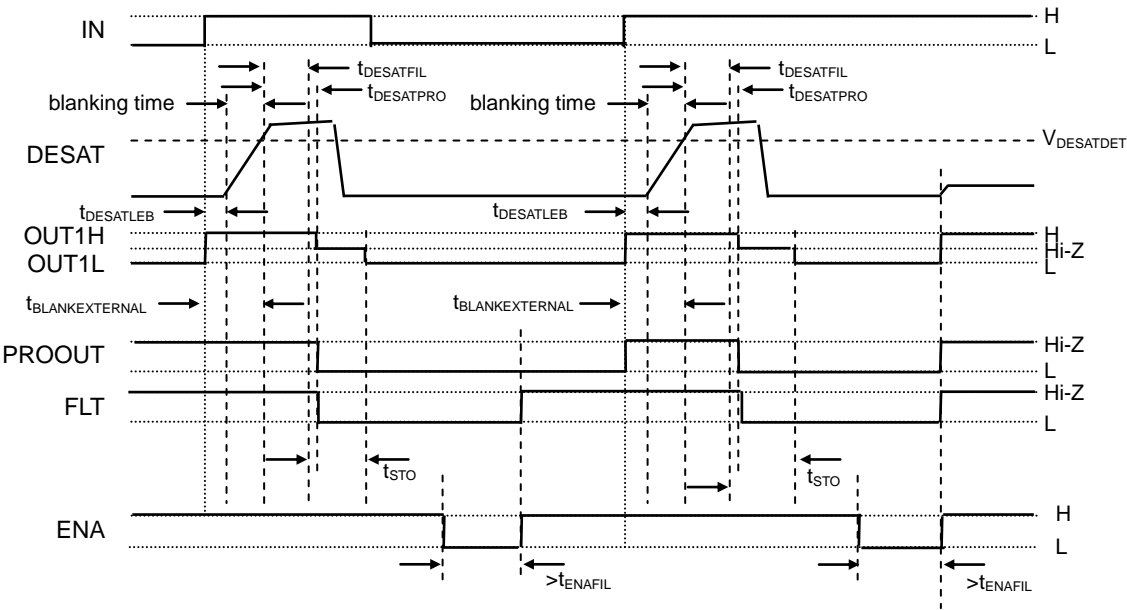 IN
H
L
tDESATFIL
tDESATPRO
blanking time
tDESATFIL
tDESATPRO
blanking time
DESAT
VDESATDET
tDESATLEB
tDESATLEB
OUT1H
OUT1L
H
Hi-Z
L
tBLANKEXTERNAL
tBLANKEXTERNAL
PROOUT
Hi-Z
L
FLT
Hi-Z
L
tSTO
tSTO
ENA
H
L
>tENAFIL
>tENAFIL